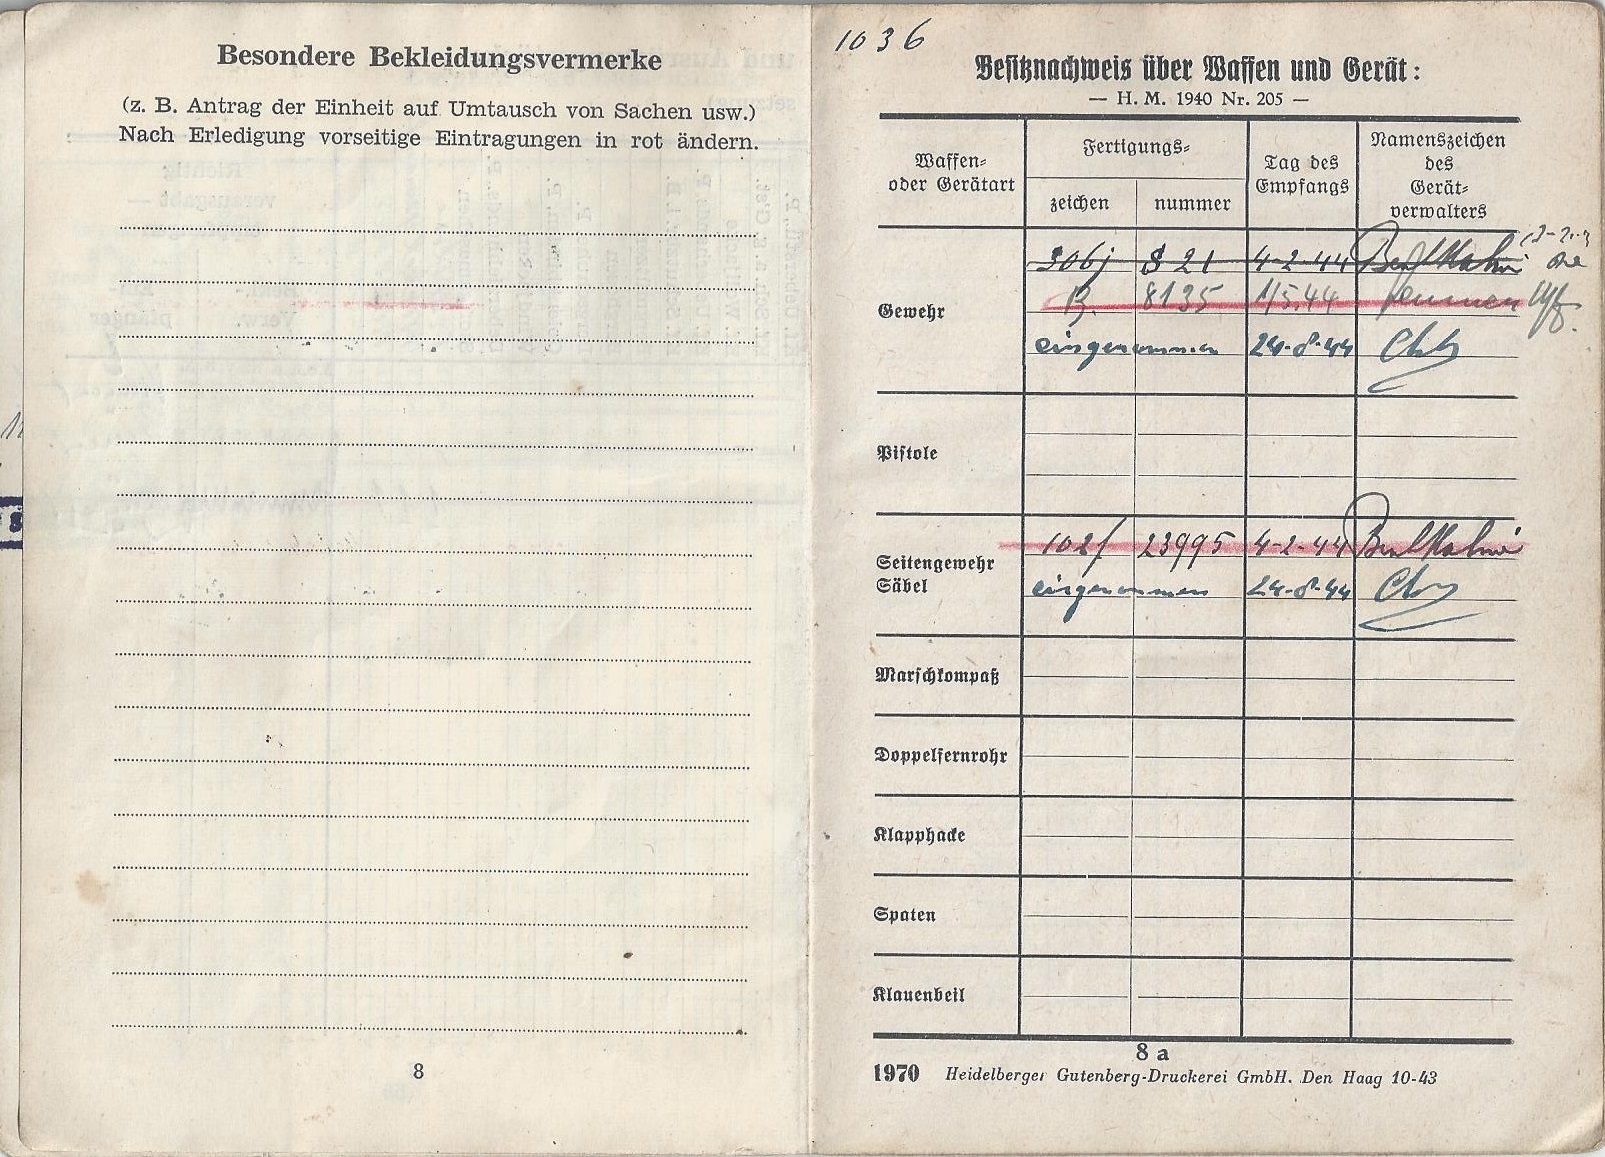 Besondere Bekleidungsvermerke
(z. B. Antrag der Einheit auf Umtausch von Sachen usw.)
Nach Erledigung vorseitige Eintragungen in rot ändern.
8
1036
Besitznachweis über Waffen und Gerät:
— H. M. 1940 Nr. 205 —
Waffen-
oder Gerätart
Fertigungs-
zeichen
nummer
Tag des
Empfangs
Namenszeichen
des
Gerät-
verwalters
Gewehr
21 4-2-44
8135 1/5.44
eingenommen 24-8-44
Pistole
Seitengewehr
Säbel
23995 4-2-44
eingenommen 24-8-44
Marschkompaß
Doppelfernrohr
Klapphacke
Spaten
Klauenbeil
8 a
1970 Heidelberger Gutenberg-Druckerei GmbH. Den Haag 10-43